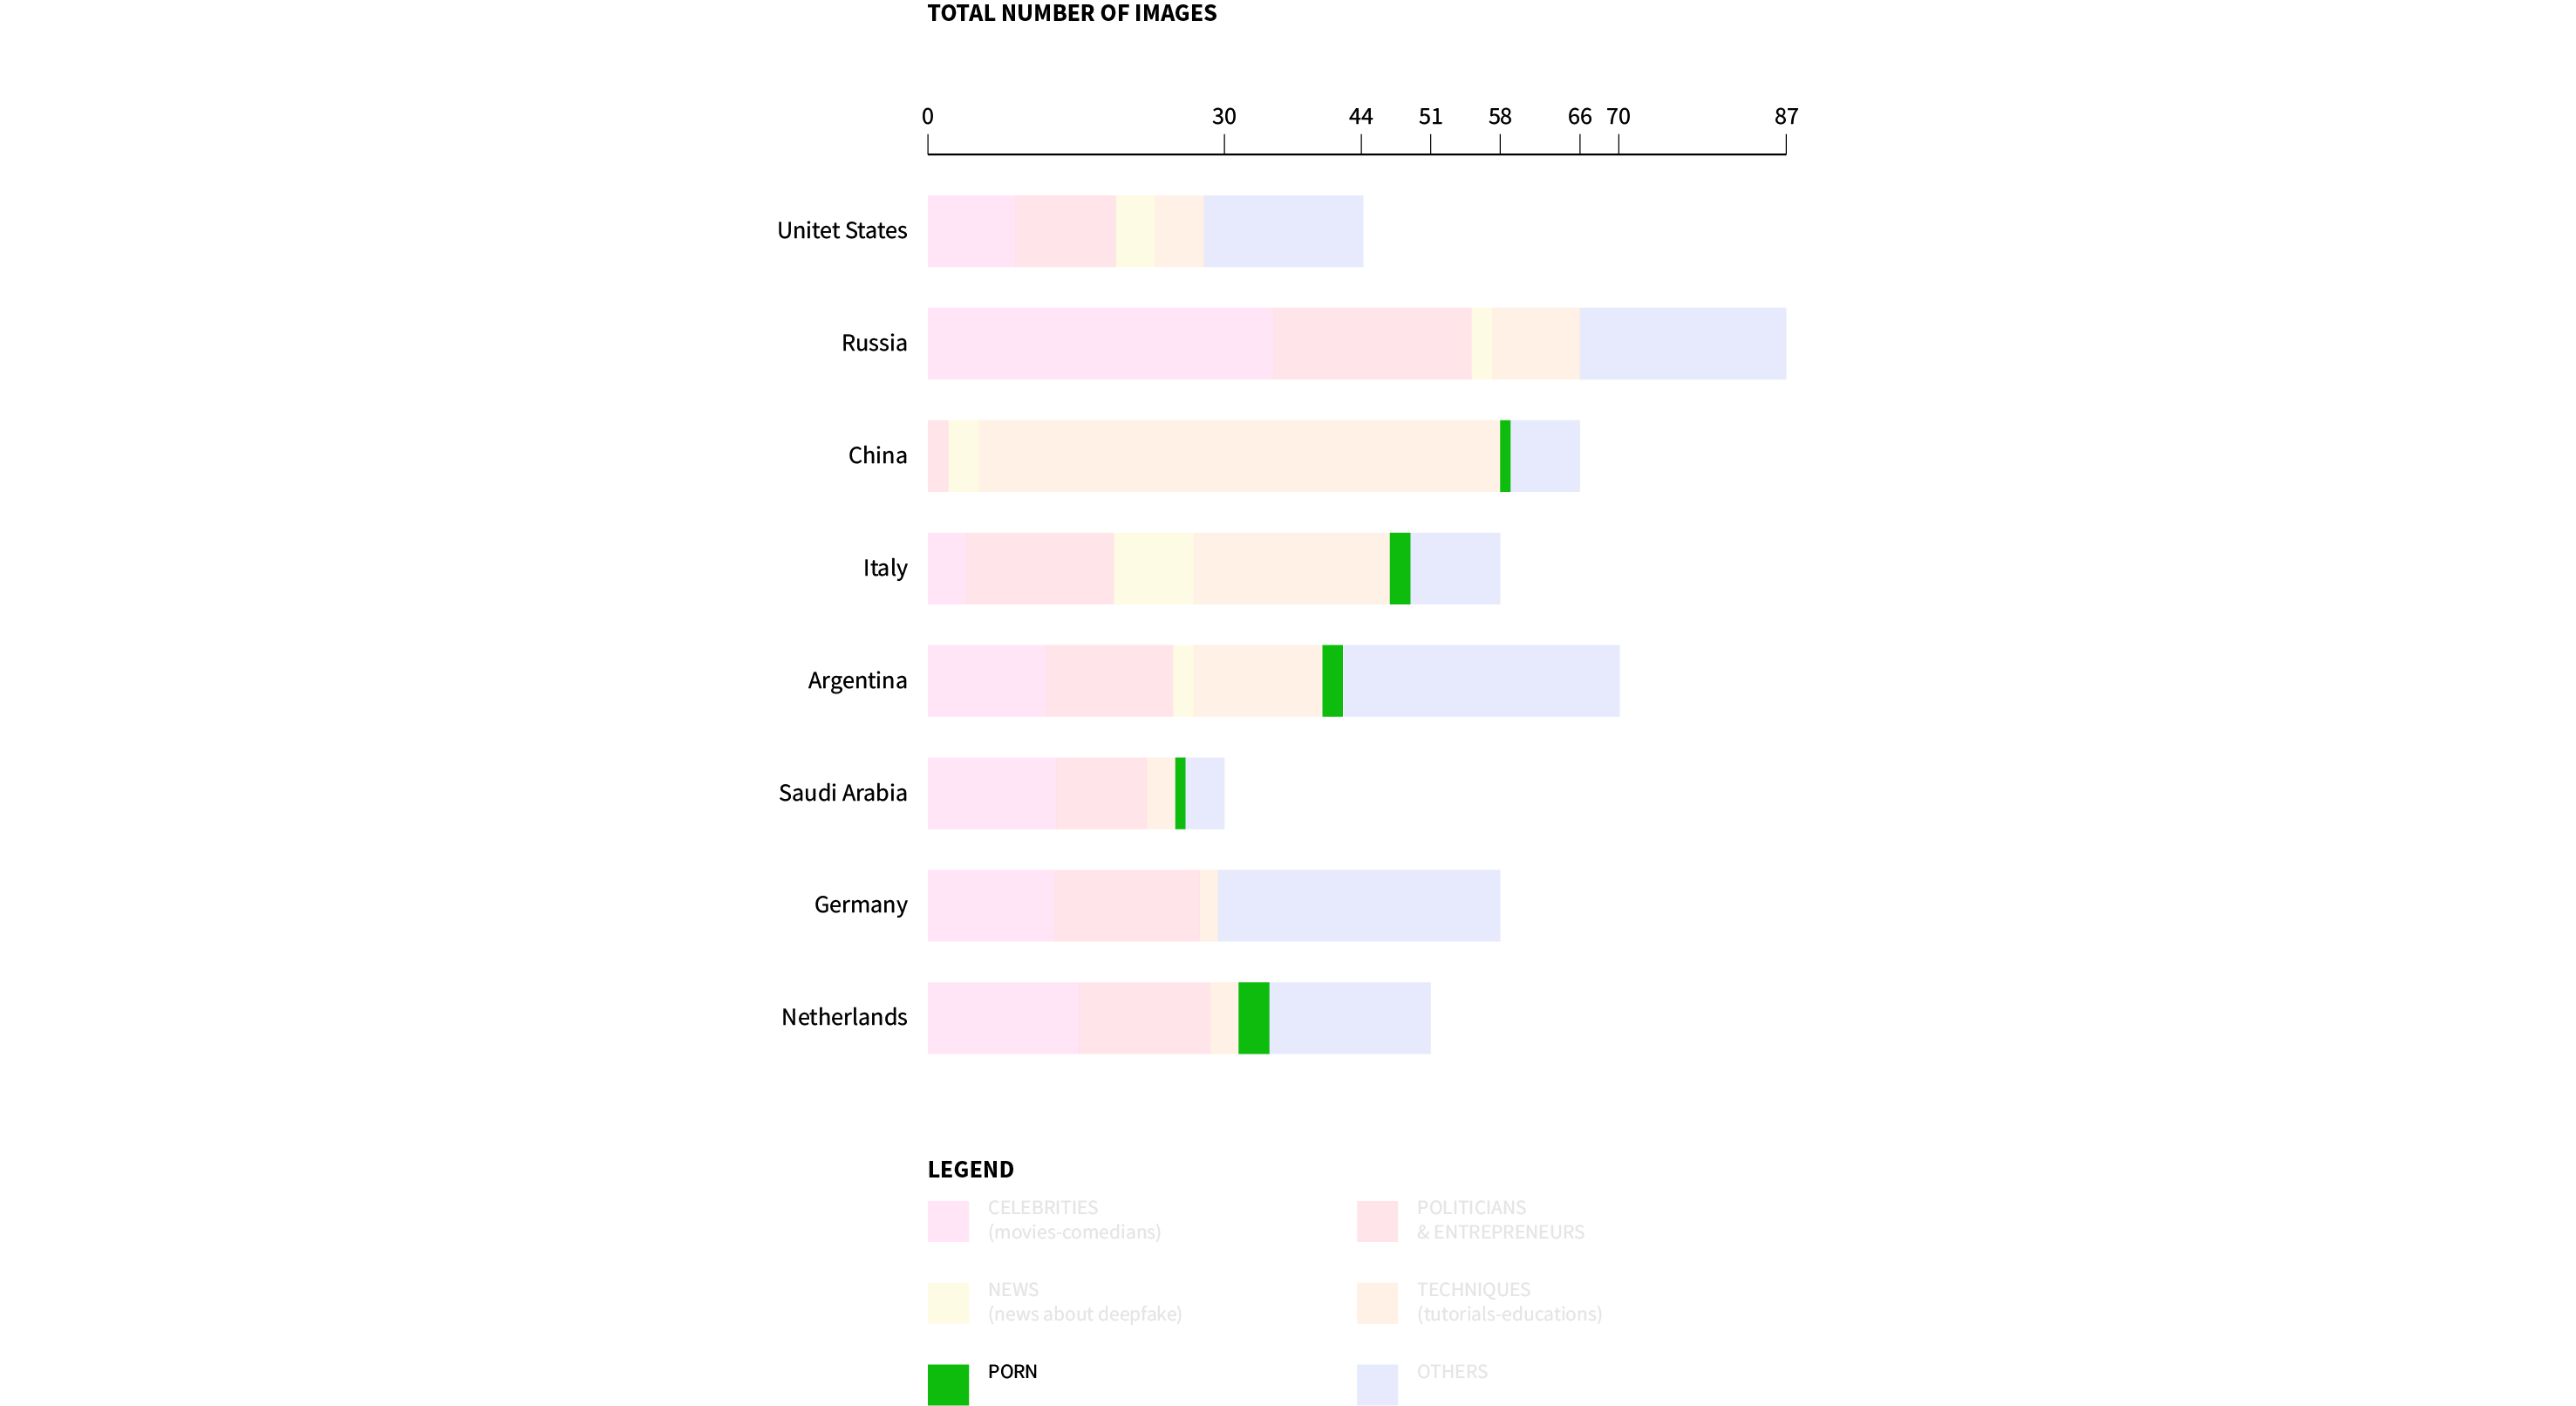 TOTAL NUMBER OF IMAGES
0 30 44 51 58 66 70 87
Unitet States
Russia
China
Italy
Argentina
Saudi Arabia
Germany
Netherlands
LEGEND
CELEBRITIES
(movies-comedians)
POLITICIANS
& ENTREPRENEURS
NEWS
(news about deepfake)
TECHNIQUES
(tutorials-educations)
PORN
OTHERS